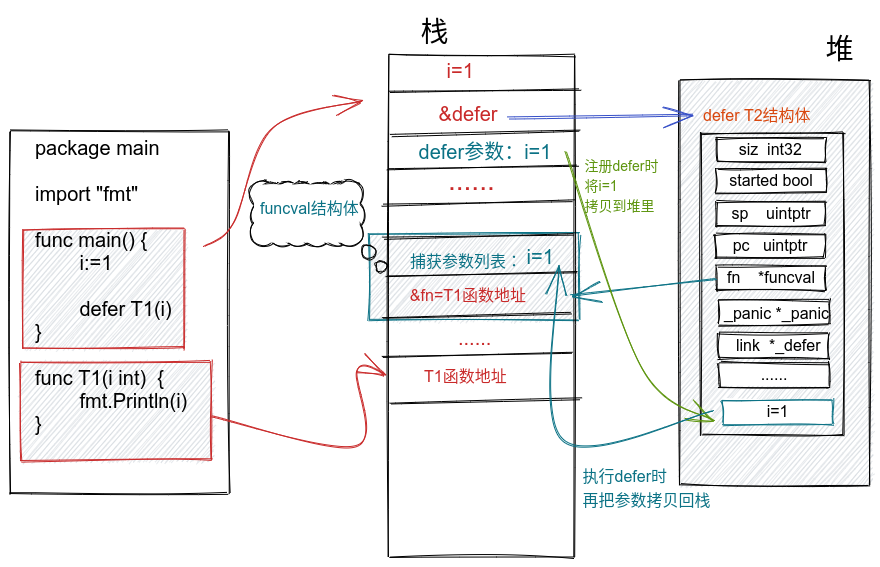 栈
堆
package main
import "fmt"
func main() {
i:=1
defer T1(i)
}
func T1(i int) {
fmt.Println(i)
}
funcval结构体
i=1
&defer
defer参数：i=1
......
捕获参数列表： i=1
&fn=T1函数地址
......
T1函数地址
注册defer时
将i=1
拷贝到堆里
defer T2结构体
siz int32
started bool
sp uintptr
pc uintptr
fn *funcval
_panic *_panic
link *_defer
......
i=1
执行defer时
再把参数拷贝回栈